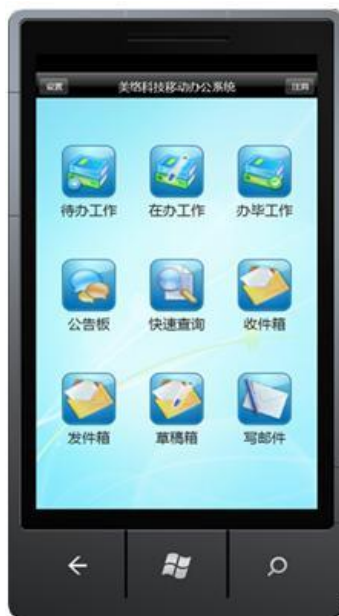 设置 美络科技移动办公系统 注销
待办工作 在办工作 办毕工作
公告板 快速查询 收件箱
发件箱 草稿箱 写邮件